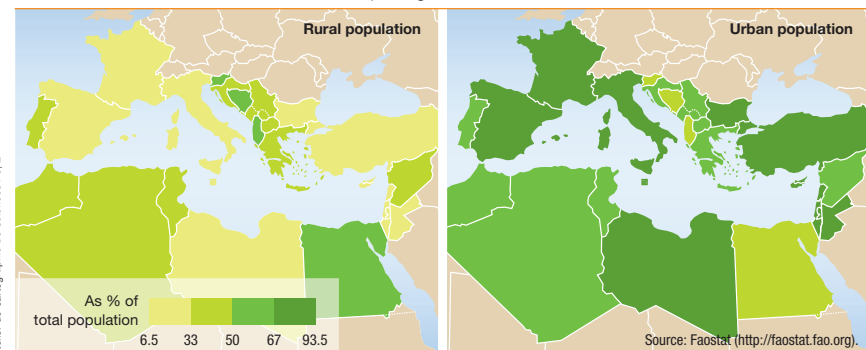 Rural population
Urban population
As % of
total population
6.5 33 50 67 93.5
Source: Faostat (http://faostat.fao.org).